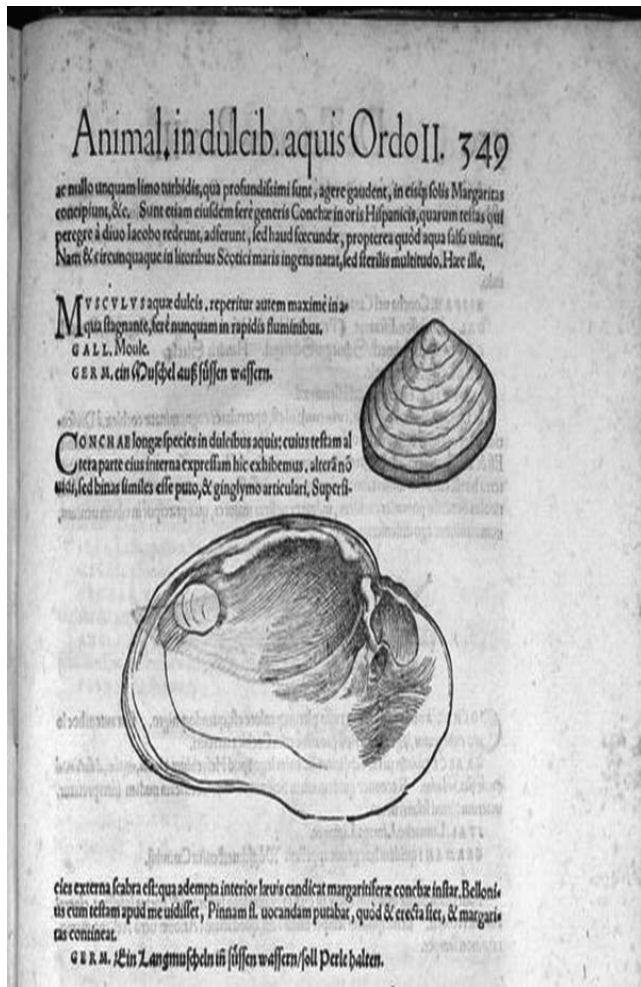 Animal. in dulcib. aquis Ordo II. 349
ac nullo unquam limo turbidis, qua profundissimi sunt, agere gaudent, in eisq; solis Margaritas
concipiunt, &c. Sunt etiam eiusdem ferè generis Conchæ in oris Hispanicis, quarum testas qui
peregre à diuo Iacobo redeunt, adferunt, sed haud fœcundæ, propterea quòd aqua salsa uiuant.
Nam & circunquaque in litoribus Scotici maris ingens natat, sed sterilis multitudo. Hæc ille.
MVSCVLVS aquæ dulcis, reperitur autem maximè in a-
qua stagnante, ferè nunquam in rapidis fluminibus.
GALL. Moule.
GERM. ein Muschel auß süssen wassern.
CONCHAE longæ species in dulcibus aquis: cuius testam al
tera parte eius interna expressam hic exhibemus, alterã nõ
uidi, sed binas similes esse puto, & ginglymo articulari, Superfi-
cies externa scabra est: qua adempta interior læuis candicat margaritiferæ conchæ instar. Belloni-
us cum testam apud me uidisset, Pinnam fl. uocandam putabat, quòd & erecta stet, & margari-
tas contineat.
GERM. Ein Langmuscheln in süssen wassern/soll Perle halten.